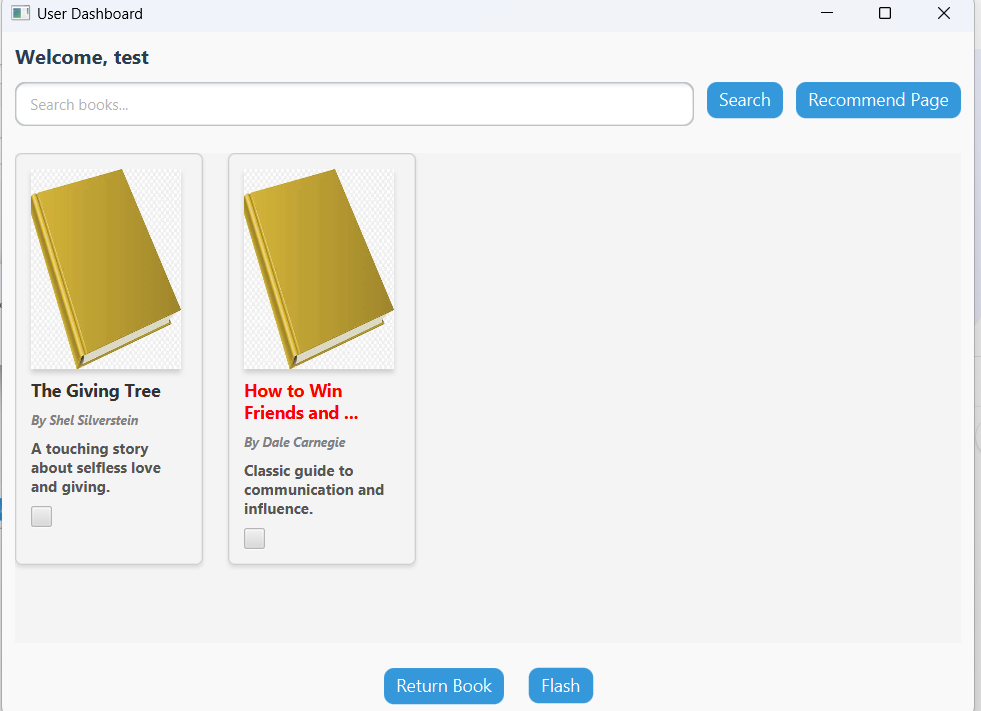 User Dashboard
Welcome, test
Search books...
Search
Recommend Page
The Giving Tree
By Shel Silverstein
A touching story
about selfless love
and giving.
How to Win
Friends and ...
By Dale Carnegie
Classic guide to
communication and
influence.
Return Book
Flash